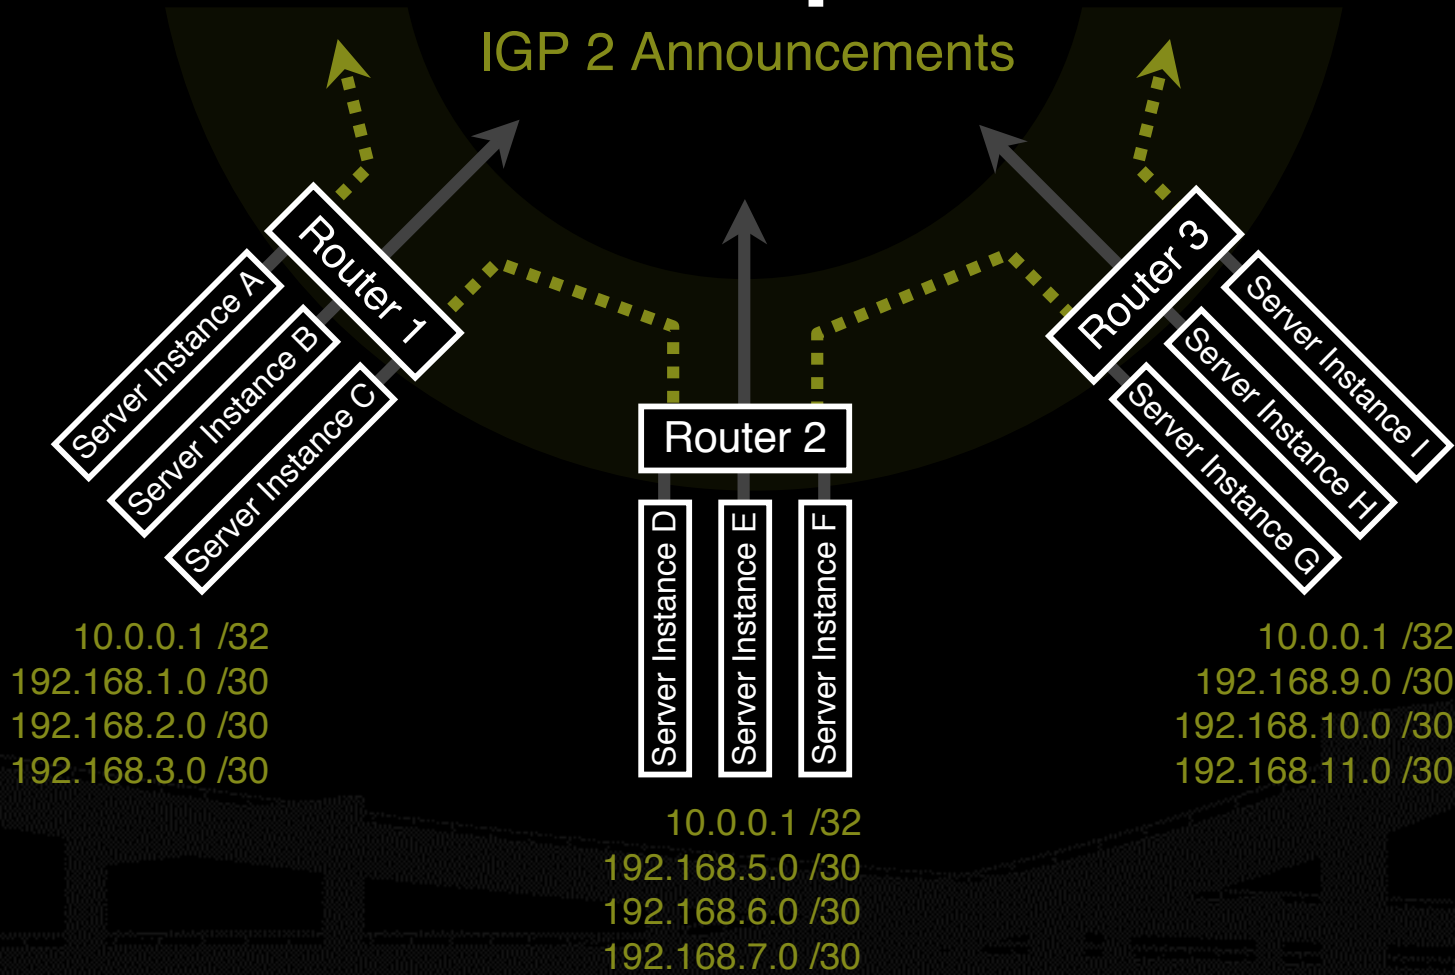 IGP 2 Announcements
Router 1
Router 2
Router 3
Server Instance A
Server Instance B
Server Instance C
Server Instance D
Server Instance E
Server Instance F
Server Instance G
Server Instance H
Server Instance I
10.0.0.1 /32
192.168.1.0 /30
192.168.2.0 /30
192.168.3.0 /30
10.0.0.1 /32
192.168.5.0 /30
192.168.6.0 /30
192.168.7.0 /30
10.0.0.1 /32
192.168.9.0 /30
192.168.10.0 /30
192.168.11.0 /30